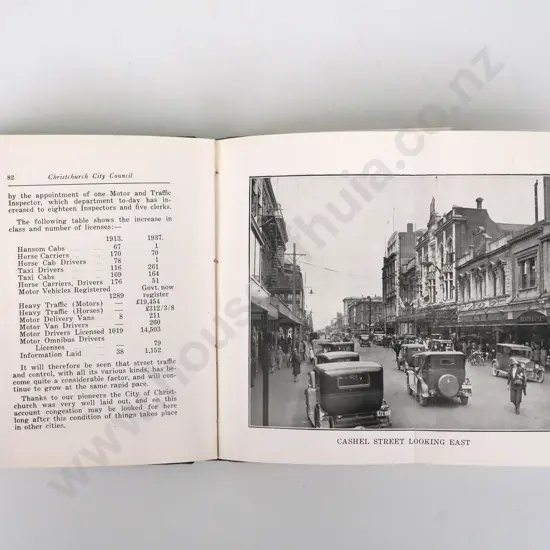 82 Christchurch City Council
by the appointment of one Motor and Traffic
Inspector, which department to-day has in-
creased to eighteen Inspectors and five clerks.
The following table shows the increase in
class and number of licenses:—
1913. 1937.
Hansom Cabs 67 1
Horse Carriers 170 70
Horse Cab Drivers 78 1
Taxi Drivers 116 261
Taxi Cabs 109 164
Horse Carriers, Drivers 176 51
Motor Vehicles Registered Govt. now
1289 register
Heavy Traffic (Motors) — £19,454
Heavy Traffic (Horses) — £312/3/8
Motor Delivery Vans 8 211
Motor Van Drivers — 260
Motor Drivers Licensed 1019 14,503
Motor Omnibus Drivers
Licenses — 79
Information Laid 38 1,152
It will therefore be seen that street traffic
and control, with all its various kinds, has be-
come quite a considerable factor, and will con-
tinue to grow at the same rapid pace.
Thanks to our pioneers the City of Christ-
church was very well laid out, and on this
account congestion may be looked for here
long after this condition of things takes place
in other cities.
CASHEL STREET LOOKING EAST